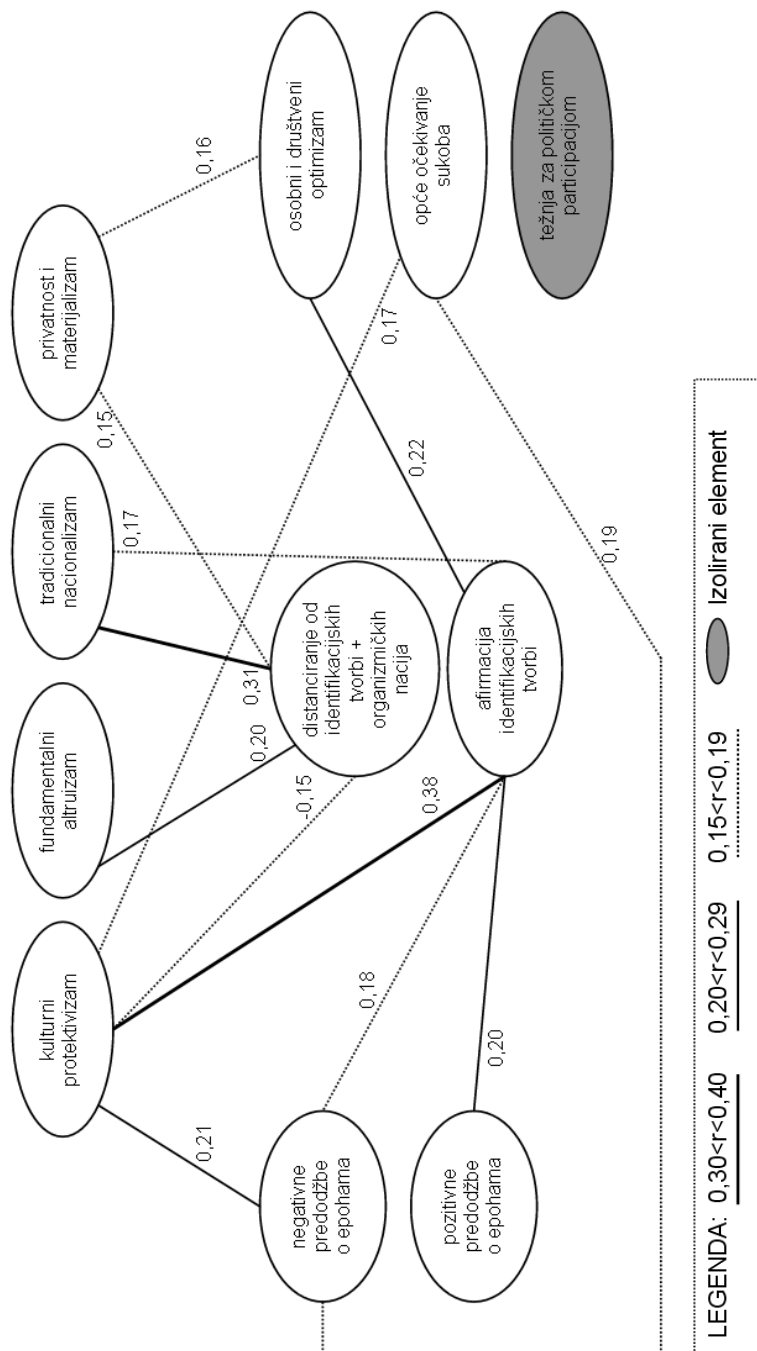 kulturni
protektivizam
fundamentalni
altruizam
tradicionalni
nacionalizam
privatnost i
materijalizam
0,21
0,20
0,31
0,17
0,15
0,16
-0,15
0,17
negativne
predodžbe
o epohama
distanciranje od
identifikacijskih
tvorbi +
organizmičkih
nacija
osobni i društveni
optimizam
0,18
0,38
0,22
pozitivne
predodžbe
o epohama
0,20
afirmacija
identifikacijskih
tvorbi
opće očekivanje
sukoba
0,19
težnja za političkom
participacijom
LEGENDA: 0,30<r<0,40 0,20<r<0,29 0,15<r<0,19 Izolirani element